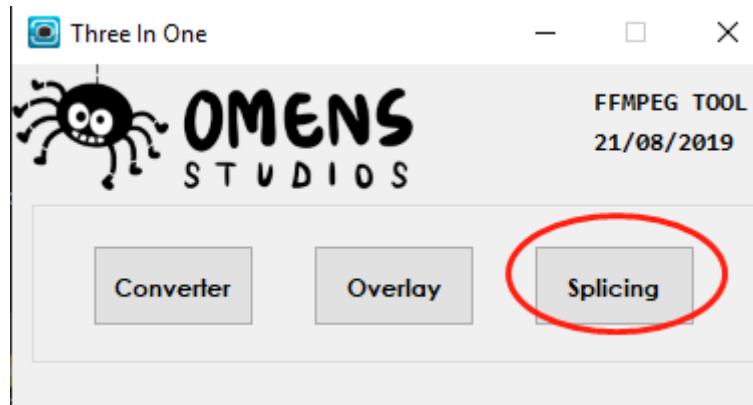 Three In One
OMENS
STUDIOS
FFMPEG TOOL
21/08/2019
Converter
Overlay
Splicing